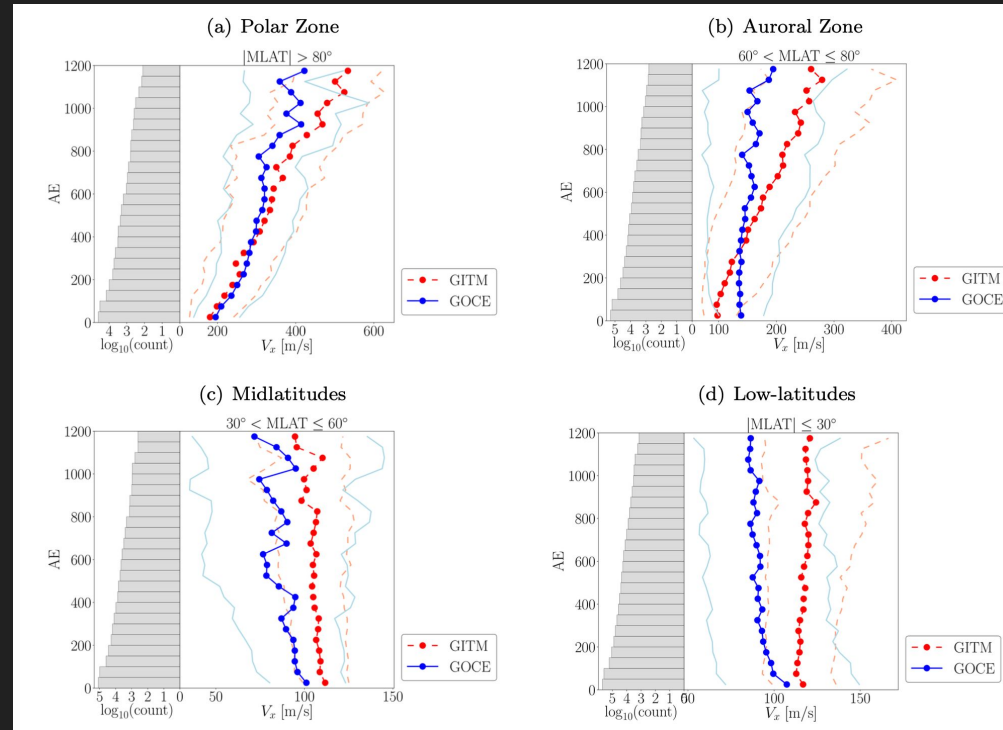 (a) Polar Zone
|MLAT| > 80°
1200
1000
800
600
400
200
0
AE
4 3 2 1 0
log10(count)
200 400 600
Vx [m/s]
GITM
GOCE
(b) Auroral Zone
60° < MLAT ≤ 80°
1200
1000
800
600
400
200
0
AE
5 4 3 2 1 0
log10(count)
100 200 300 400
Vx [m/s]
GITM
GOCE
(c) Midlatitudes
30° < MLAT ≤ 60°
1200
1000
800
600
400
200
0
AE
5 4 3 2 1 0
log10(count)
50 100 150
Vx [m/s]
GITM
GOCE
(d) Low-latitudes
|MLAT| ≤ 30°
1200
1000
800
600
400
200
0
AE
5 4 3 2 1 0
log10(count)
50 100 150
Vx [m/s]
GITM
GOCE